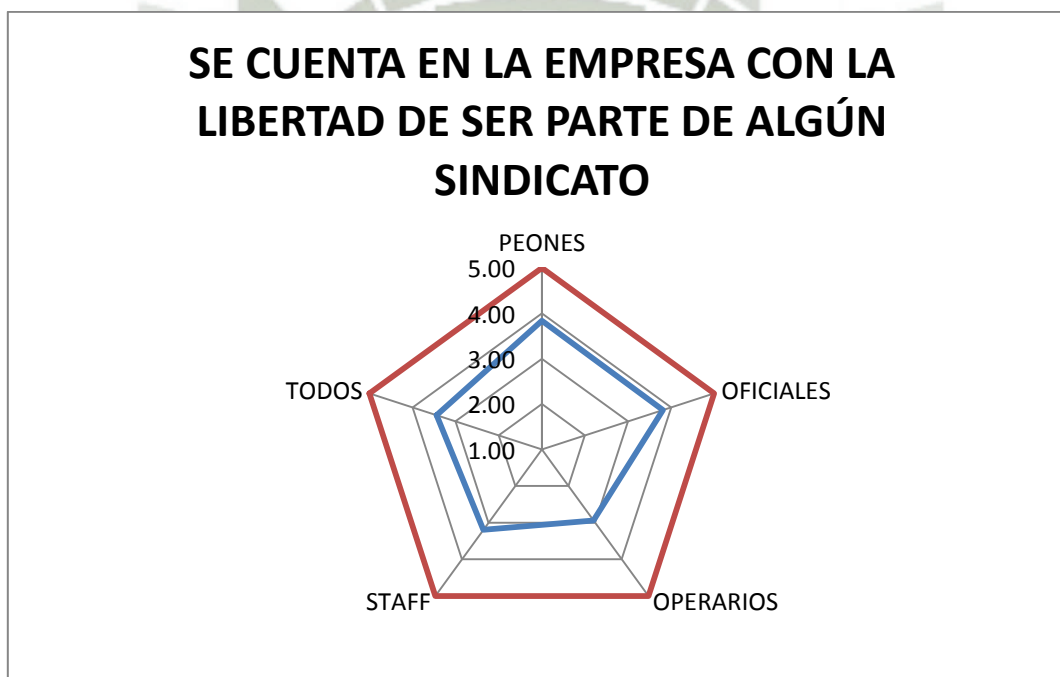 SE CUENTA EN LA EMPRESA CON LA
LIBERTAD DE SER PARTE DE ALGÚN
SINDICATO
PEONES
5.00
4.00
3.00
2.00
1.00
TODOS
OFICIALES
STAFF
OPERARIOS